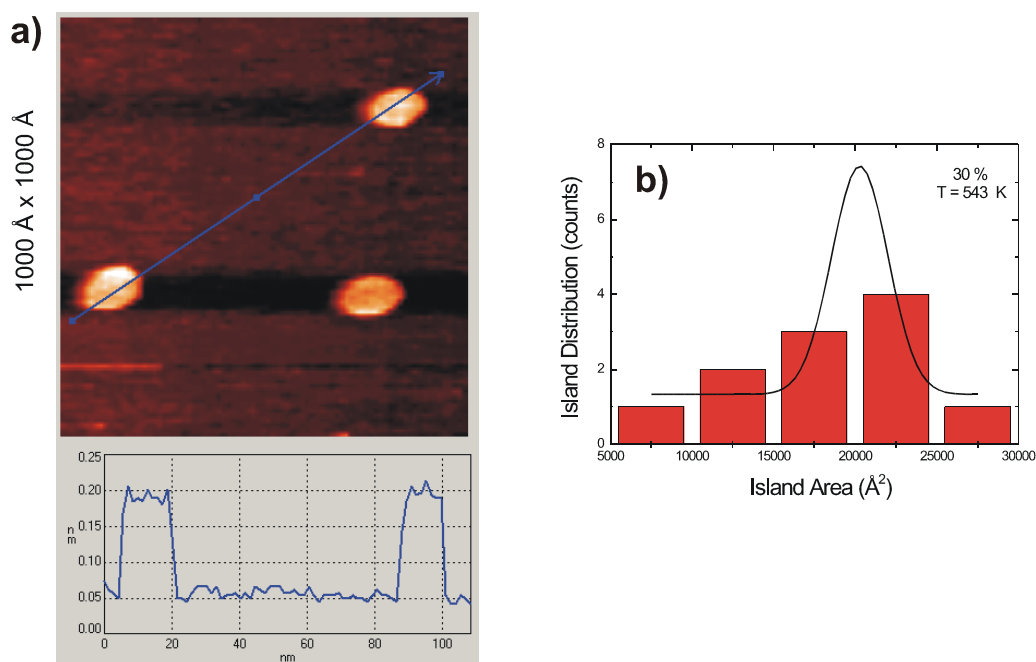 a)
1000 Å x 1000 Å
0.25
0.20
0.15
0.10
0.05
0.00
nm
0 20 40 60 80 100
nm
b)
30 %
T = 543 K
Island Distribution (counts)
8
6
4
2
0
5000 10000 15000 20000 25000 30000
Island Area (Å²)